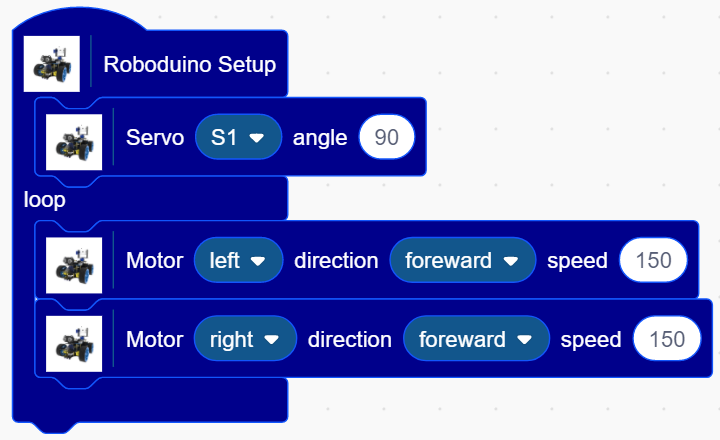 Roboduino Setup
Servo S1 angle 90
loop
Motor left direction foreward speed 150
Motor right direction foreward speed 150